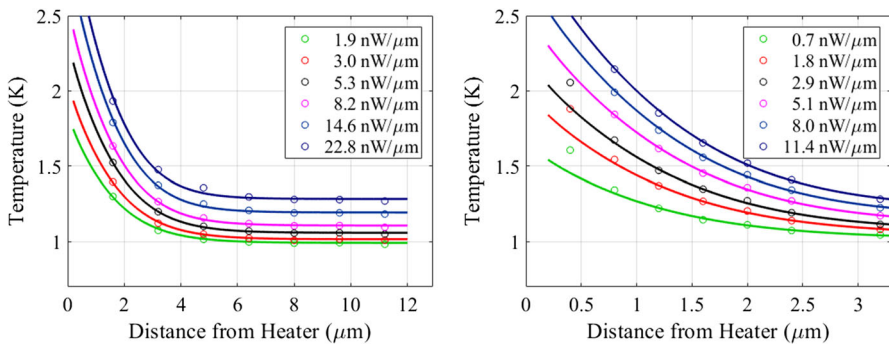 2.5
2
1.5
1
Temperature (K)
0 2 4 6 8 10 12
Distance from Heater (μm)
1.9 nW/μm
3.0 nW/μm
5.3 nW/μm
8.2 nW/μm
14.6 nW/μm
22.8 nW/μm
2.5
2
1.5
1
Temperature (K)
0 0.5 1 1.5 2 2.5 3
Distance from Heater (μm)
0.7 nW/μm
1.8 nW/μm
2.9 nW/μm
5.1 nW/μm
8.0 nW/μm
11.4 nW/μm